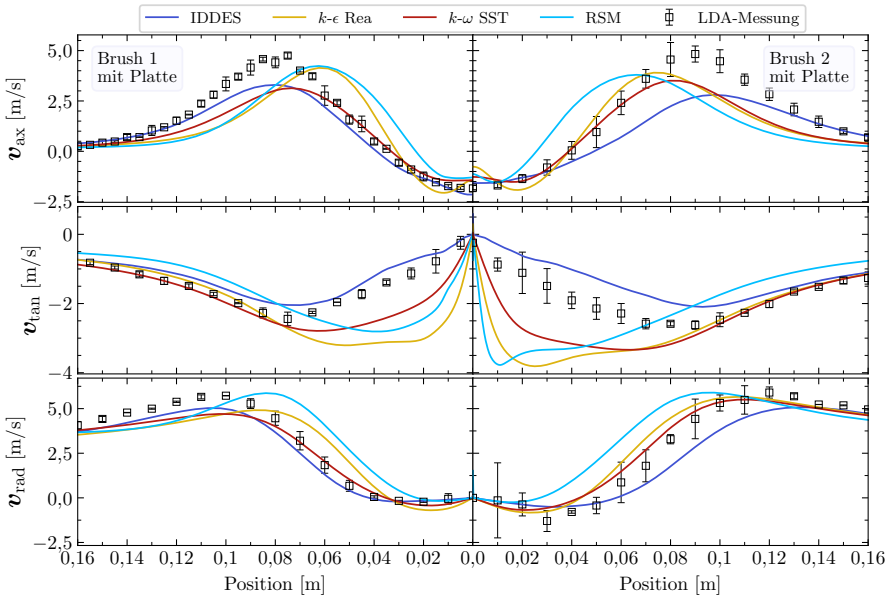 IDDES k-ϵ Rea k-ω SST RSM LDA-Messung
Brush 1
mit Platte
Brush 2
mit Platte
v_ax [m/s]
5,0
2,5
0,0
−2,5
v_tan [m/s]
0
−2
−4
v_rad [m/s]
5,0
2,5
0,0
−2,5
0,16 0,14 0,12 0,1 0,08 0,06 0,04 0,02 0,0 0,02 0,04 0,06 0,08 0,1 0,12 0,14 0,16
Position [m] Position [m]